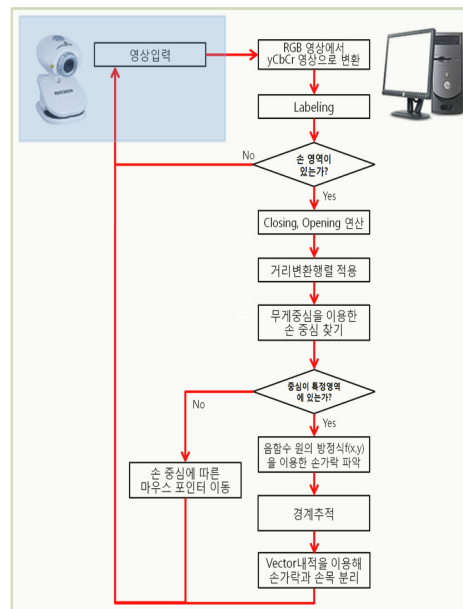 영상입력
RGB 영상에서
yCbCr 영상으로 변환
Labeling
No
손 영역이
있는가?
Yes
Closing, Opening 연산
거리변환행렬 적용
무게중심을 이용한
손 중심 찾기
중심이 특정영역
에 있는가?
No
Yes
음함수 원의 방정식f(x,y)
을 이용한 손가락 파악
손 중심에 따른
마우스 포인터 이동
경계추적
Vector내적을 이용해
손가락과 손목 분리